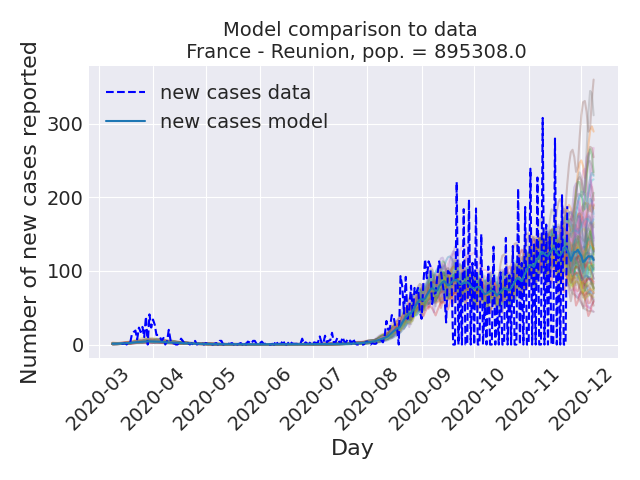 Model comparison to data
France - Reunion, pop. = 895308.0
Number of new cases reported
new cases data
new cases model
300
200
100
0
2020-03
2020-04
2020-05
2020-06
2020-07
2020-08
2020-09
2020-10
2020-11
2020-12
Day